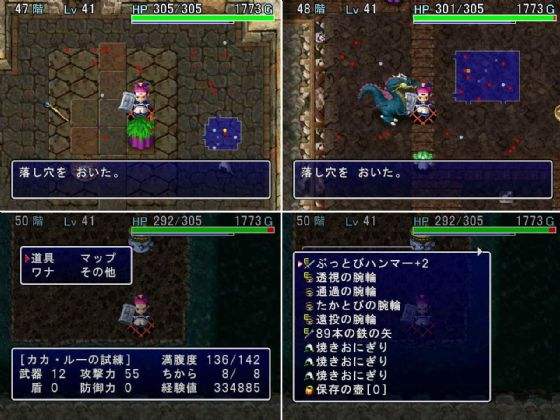 47階 Lv 41 HP 305/305 1773G
落し穴を おいた。
48階 Lv 41 HP 301/305 1773G
落し穴を おいた。
50階 Lv 41 HP 292/305 1773G
道具 マップ
ワナ その他
[カカ・ルーの試練] 満腹度 136/142
武器 12 攻撃力 55 ちから 8/ 8
盾 0 防御力 0 経験値 334885
50階 Lv 41 HP 292/305 1773G
ぶっとびハンマー+2
透視の腕輪
通過の腕輪
たかとびの腕輪
遠投の腕輪
89本の鉄の矢
焼きおにぎり
焼きおにぎり
焼きおにぎり
保存の壺[0]